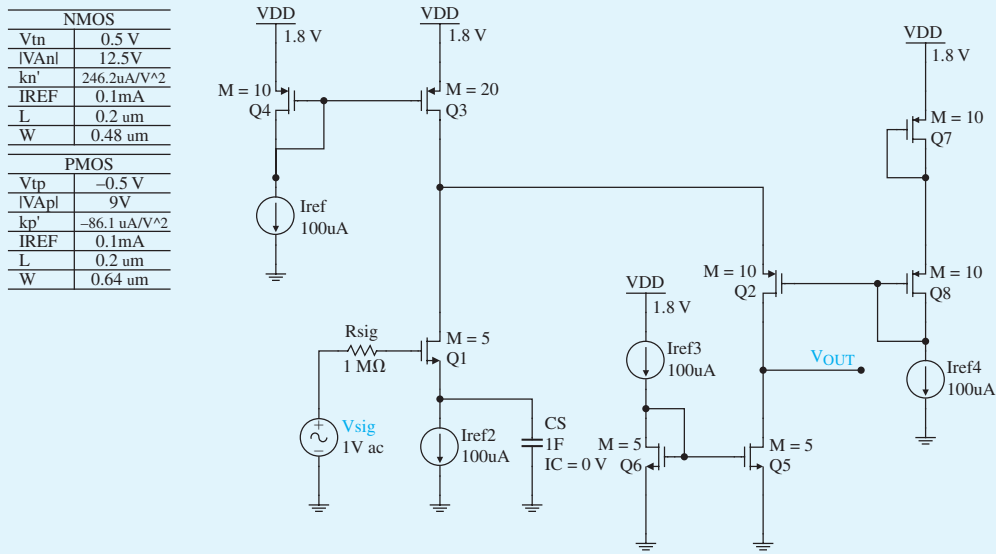 NMOS
Vtn 0.5 V
|VAn| 12.5V
kn' 246.2uA/V^2
IREF 0.1mA
L 0.2 um
W 0.48 um
PMOS
Vtp –0.5 V
|VAp| 9V
kp' –86.1 uA/V^2
IREF 0.1mA
L 0.2 um
W 0.64 um
VDD
1.8 V
M = 10
Q4
Iref
100uA
VDD
1.8 V
M = 20
Q3
Rsig
1 MΩ
M = 5
Q1
Vsig
1V ac
Iref2
100uA
CS
1F
IC = 0 V
VDD
1.8 V
Iref3
100uA
M = 5
Q6
M = 10
Q2
VOUT
M = 5
Q5
VDD
1.8 V
M = 10
Q7
M = 10
Q8
Iref4
100uA